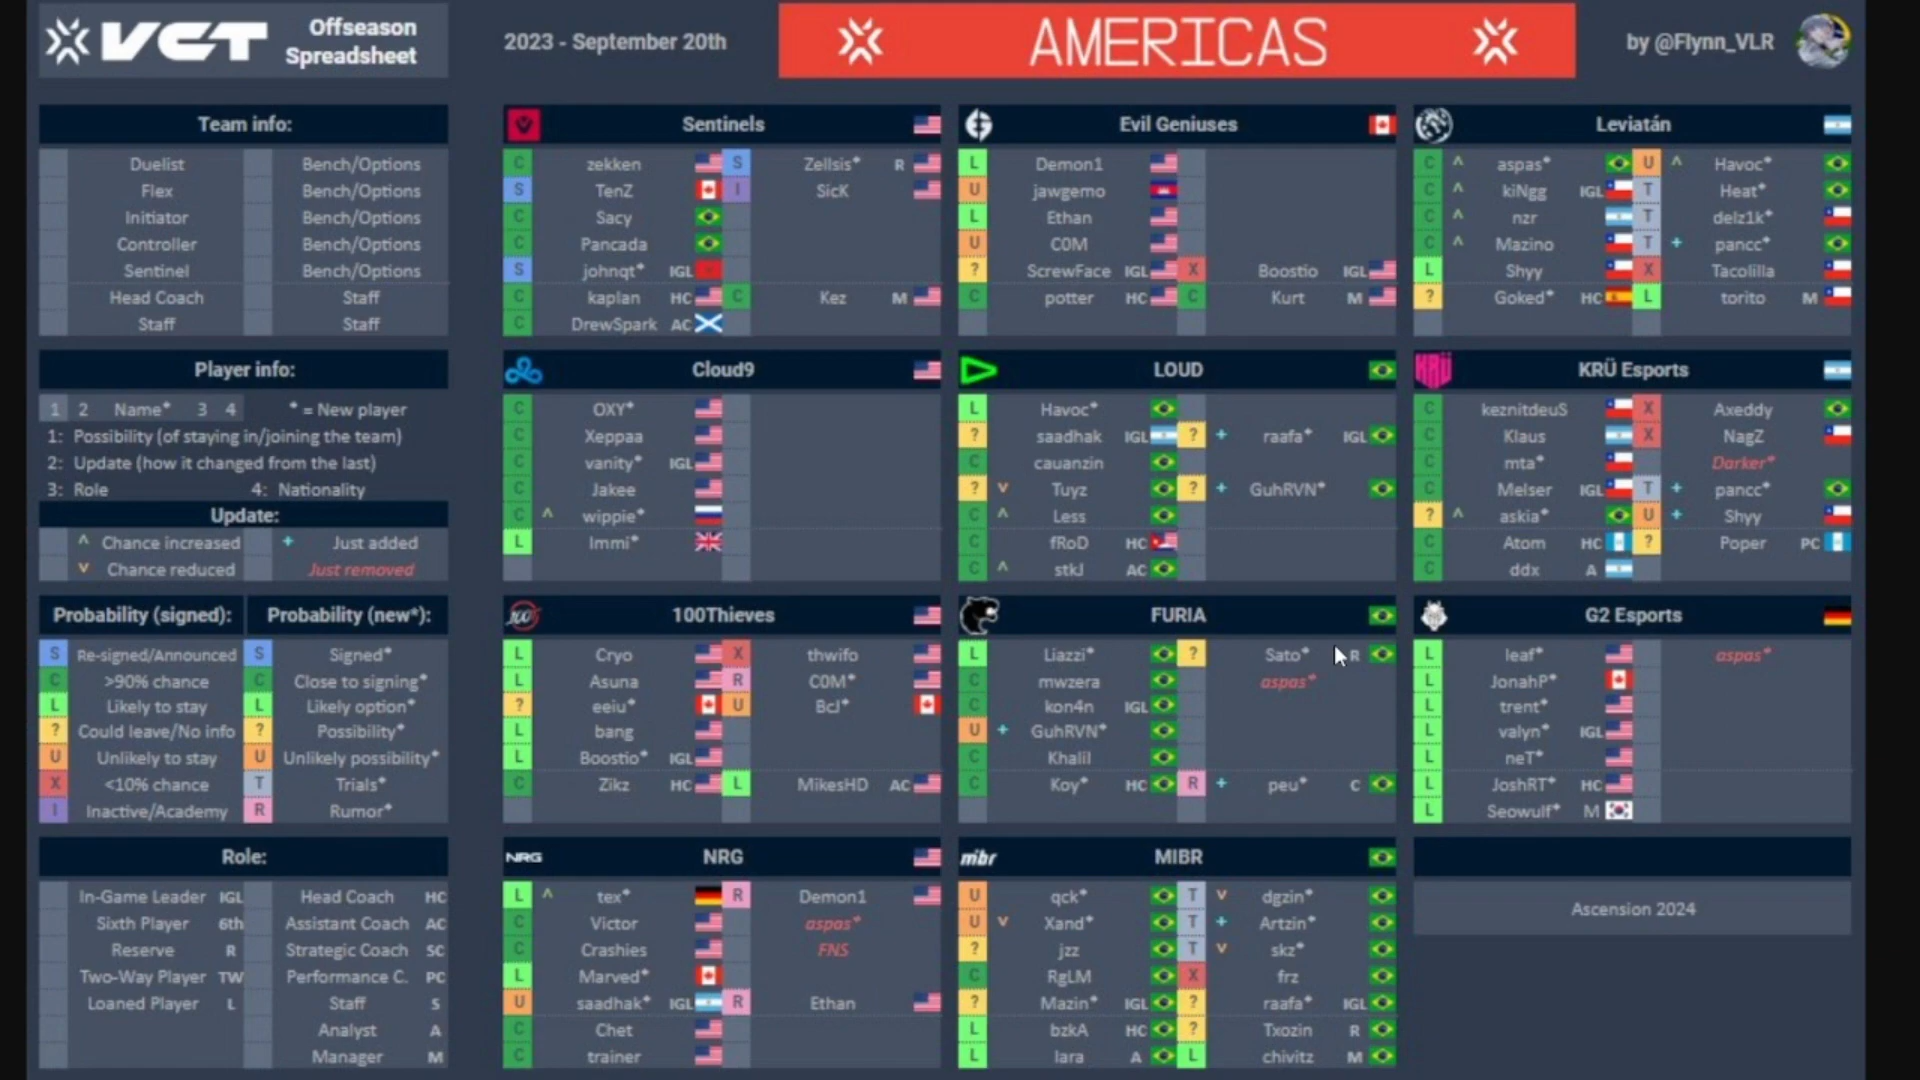 VCT Offseason Spreadsheet
2023 - September 20th
AMERICAS
by @Flynn_VLR
Team info:
Duelist Bench/Options
Flex Bench/Options
Initiator Bench/Options
Controller Bench/Options
Sentinel Bench/Options
Head Coach Staff
Staff Staff
Player info:
1 2 Name* 3 4 * = New player
1: Possibility (of staying in/joining the team)
2: Update (how it changed from the last)
3: Role 4: Nationality
Update:
^ Chance increased + Just added
v Chance reduced Just removed
Probability (signed): Probability (new*):
S Re-signed/Announced S Signed*
C >90% chance C Close to signing*
L Likely to stay L Likely option*
? Could leave/No info ? Possibility*
U Unlikely to stay U Unlikely possibility*
X <10% chance T Trials*
I Inactive/Academy R Rumor*
Role:
In-Game Leader IGL Head Coach HC
Sixth Player 6th Assistant Coach AC
Reserve R Strategic Coach SC
Two-Way Player TW Performance C. PC
Loaned Player L Staff S
Analyst A
Manager M
Sentinels
C zekken S Zellsis* R
S TenZ I SicK
C Sacy
C Pancada
S johnqt* IGL
C kaplan HC C Kez M
C DrewSpark AC
Evil Geniuses
L Demon1
U jawgemo
L Ethan
U C0M
? ScrewFace IGL X Boostio IGL
C potter HC C Kurt M
Leviatán
C ^ aspas* U ^ Havoc*
C ^ kiNgg IGL T Heat*
C ^ nzr T delz1k*
C ^ Mazino T + pancc*
L Shyy X Tacolilla
? Goked* HC L torito M
Cloud9
C OXY*
C Xeppaa
C vanity* IGL
C Jakee
C ^ wippie*
L Immi*
LOUD
L Havoc*
? saadhak IGL ? + raafa* IGL
C cauanzin
? v Tuyz ? + GuhRVN*
C ^ Less
C fRoD HC
C ^ stkJ AC
KRÜ Esports
KRÜ
C keznitdeuS X Axeddy
C Klaus X NagZ
C mta* Darker*
C Melser IGL T + pancc*
? ^ askia* U + Shyy
C Atom HC ? Poper PC
C ddx A
100Thieves
100
L Cryo X thwifo
L Asuna R C0M*
? eeiu* U BcJ*
L bang
L Boostio* IGL
C Zikz HC L MikesHD AC
FURIA
L Liazzi* ? Sato* R
C mwzera aspas*
C kon4n IGL
U + GuhRVN*
C Khalil
C Koy* HC R + peu* C
G2 Esports
L leaf* aspas*
L JonahP*
L trent*
L valyn* IGL
L neT*
L JoshRT* HC
L Seowulf* M
NRG NRG
L ^ tex* R Demon1
C Victor aspas*
C Crashies FNS
L Marved*
U saadhak* IGL R Ethan
C Chet
C trainer
mibr MIBR
U qck* T v dgzin*
U v Xand* T + Artzin*
? jzz T v skz*
C RgLM X frz
? Mazin* IGL ? raafa* IGL
L bzkA HC ? Txozin R
L lara A L chivitz M
Ascension 2024